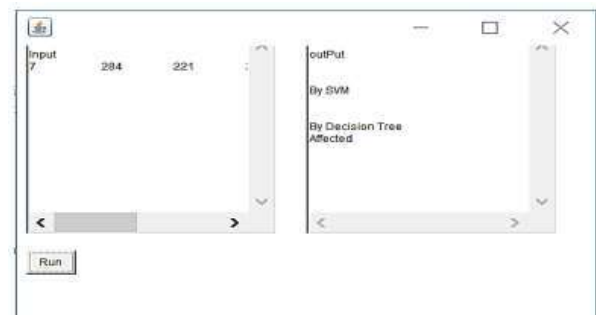 Input
7 284 221
outPut
By SVM
By Decision Tree
Affected
Run